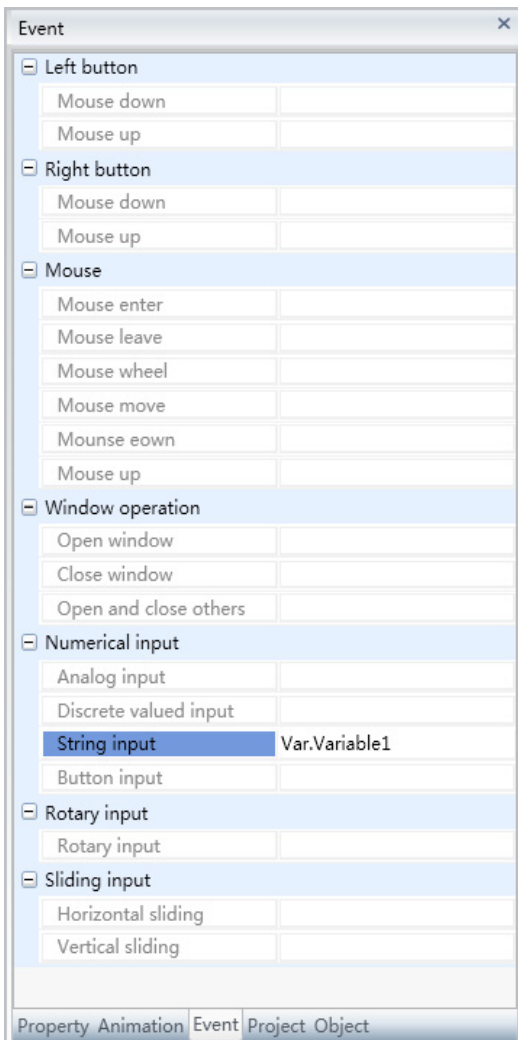 Event
Left button
Mouse down
Mouse up
Right button
Mouse down
Mouse up
Mouse
Mouse enter
Mouse leave
Mouse wheel
Mouse move
Mounse eown
Mouse up
Window operation
Open window
Close window
Open and close others
Numerical input
Analog input
Discrete valued input
String input Var.Variable1
Button input
Rotary input
Rotary input
Sliding input
Horizontal sliding
Vertical sliding
Property Animation Event Project Object